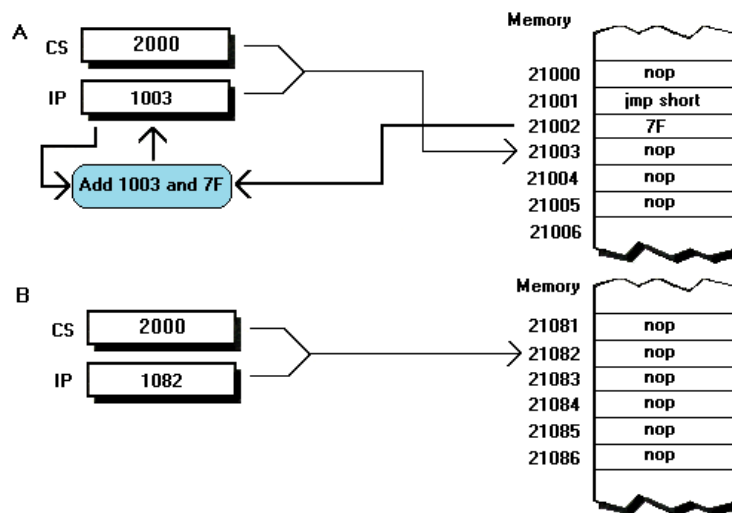 A
Memory
CS 2000
IP 1003
Add 1003 and 7F
21000 nop
21001 jmp short
21002 7F
21003 nop
21004 nop
21005 nop
21006
B
Memory
CS 2000
IP 1082
21081 nop
21082 nop
21083 nop
21084 nop
21085 nop
21086 nop